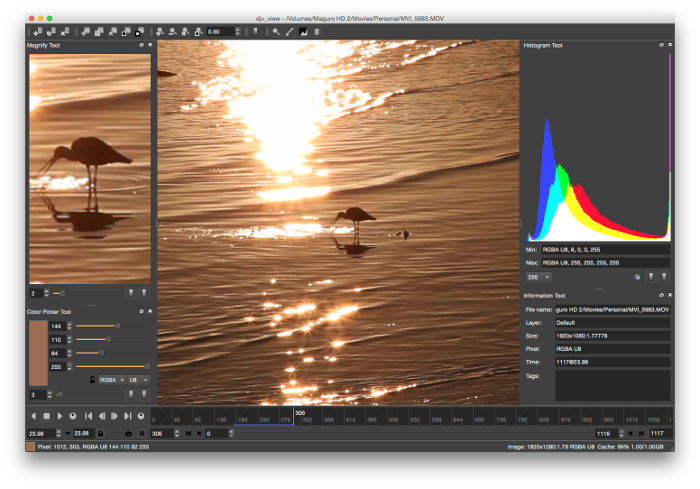 djv_view - /Volumes/Maguro HD 2/Movies/Personal/MVI_5983.MOV
0.80
Magnify Tool
Histogram Tool
2
Color Picker Tool
144
110
84
255
RGBA U8
3
Min: RGBA U8, 6, 0, 0, 255
Max: RGBA U8, 255, 255, 255, 255
256
Information Tool
File name: guro HD 2/Movies/Personal/MVI_5983.MOV
Layer: Default
Size: 1920x1080:1.77778
Pixel: RGBA U8
Time: 1117@23.98
Tags:
306
0 46 92 138 184 230 276 368 414 460 506 552 598 644 690 736 782 828 874 920 966 1012 1058
23.98 23.98 306 0 1116 1117
Pixel: 1012, 503, RGBA U8 144 110 82 255
Image: 1920x1080:1.78 RGBA U8 Cache: 99% 1.00/1.00GB